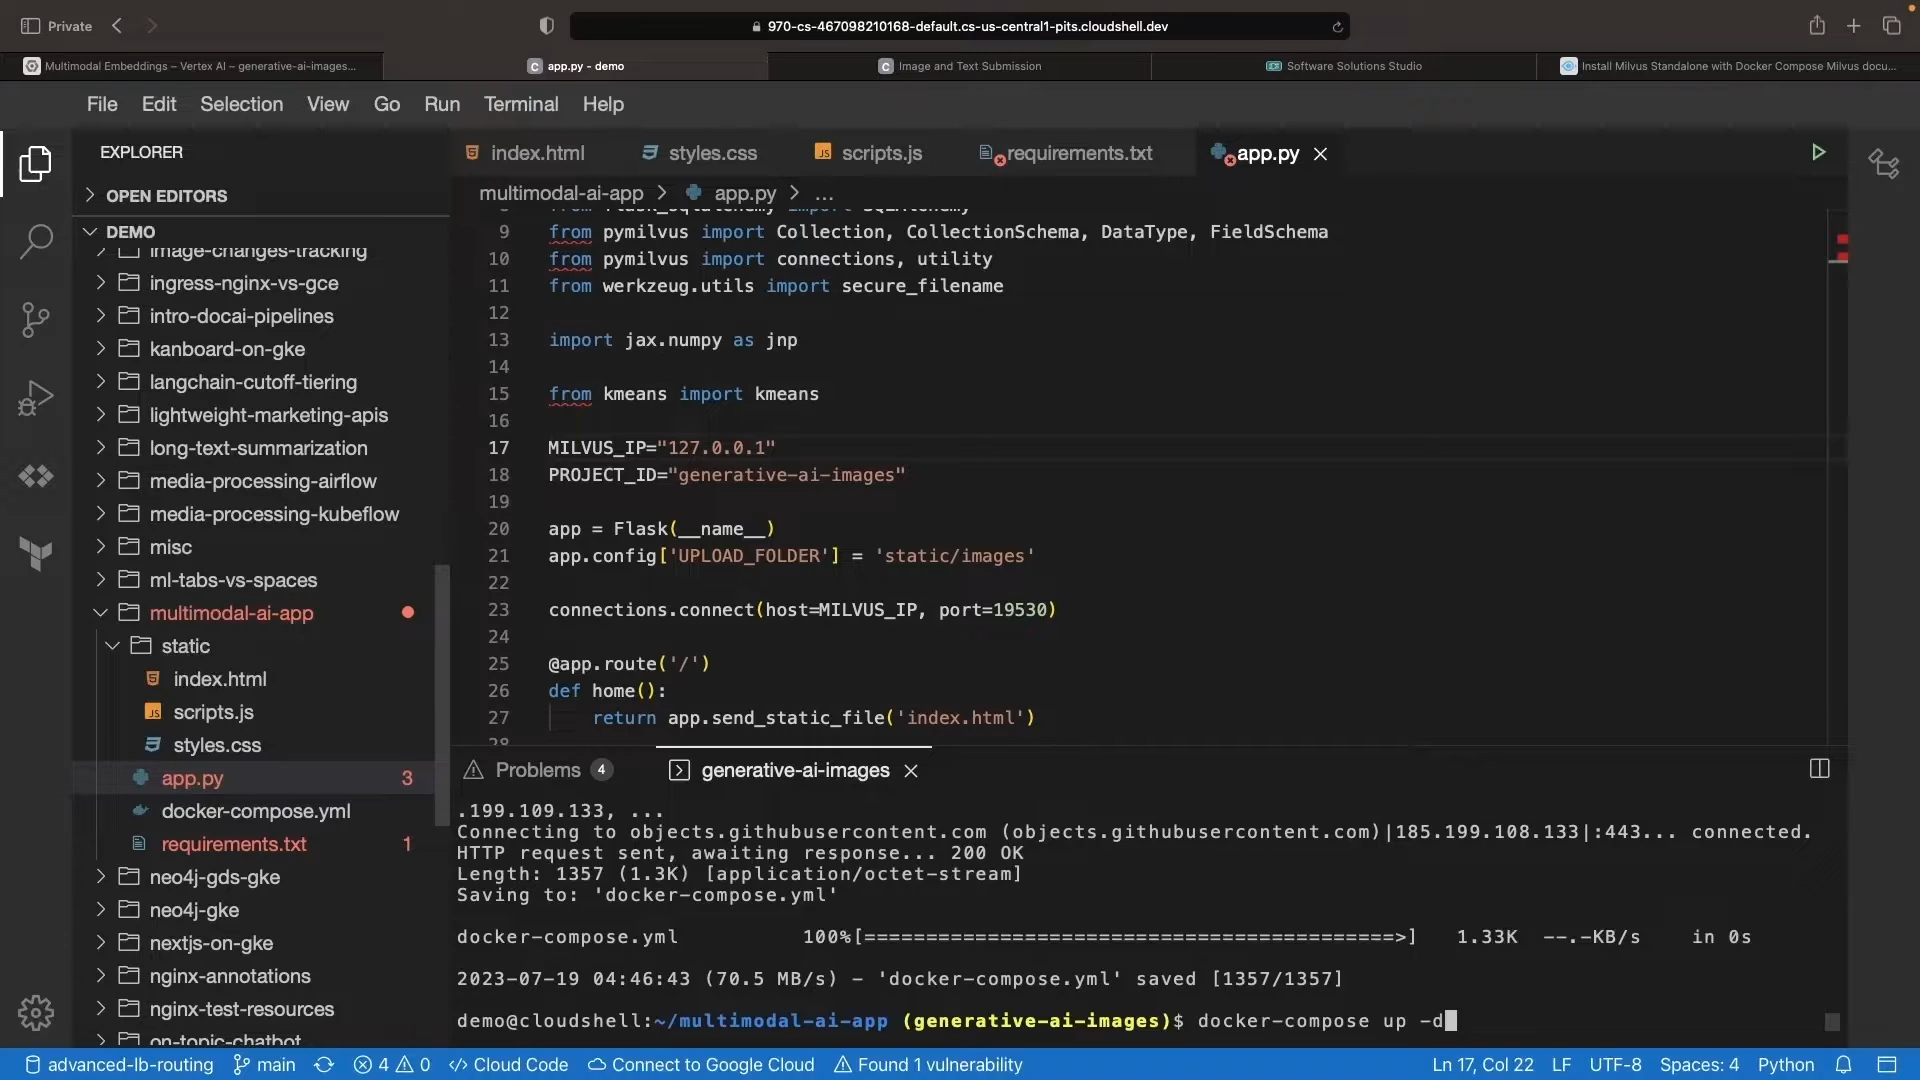 Private
970-cs-467098210168-default.cs-us-central1-pits.cloudshell.dev
Multimodal Embeddings – Vertex AI – generative-ai-images...
app.py - demo
Image and Text Submission
Software Solutions Studio
Install Milvus Standalone with Docker Compose Milvus docu...
File Edit Selection View Go Run Terminal Help
EXPLORER
OPEN EDITORS
DEMO
image-changes-tracking
ingress-nginx-vs-gce
intro-docai-pipelines
kanboard-on-gke
langchain-cutoff-tiering
lightweight-marketing-apis
long-text-summarization
media-processing-airflow
media-processing-kubeflow
misc
ml-tabs-vs-spaces
multimodal-ai-app
static
index.html
scripts.js
styles.css
app.py 3
docker-compose.yml
requirements.txt 1
neo4j-gds-gke
neo4j-gke
nextjs-on-gke
nginx-annotations
nginx-test-resources
on-topic-chatbot
index.html styles.css JS scripts.js requirements.txt app.py
multimodal-ai-app > app.py > ...
8 from flask_sqlalchemy import SQLAlchemy
9 from pymilvus import Collection, CollectionSchema, DataType, FieldSchema
10 from pymilvus import connections, utility
11 from werkzeug.utils import secure_filename
12
13 import jax.numpy as jnp
14
15 from kmeans import kmeans
16
17 MILVUS_IP="127.0.0.1"
18 PROJECT_ID="generative-ai-images"
19
20 app = Flask(__name__)
21 app.config['UPLOAD_FOLDER'] = 'static/images'
22
23 connections.connect(host=MILVUS_IP, port=19530)
24
25 @app.route('/')
26 def home():
27 return app.send_static_file('index.html')
28
Problems 4 generative-ai-images
.199.109.133, ...
Connecting to objects.githubusercontent.com (objects.githubusercontent.com)|185.199.108.133|:443... connected.
HTTP request sent, awaiting response... 200 OK
Length: 1357 (1.3K) [application/octet-stream]
Saving to: 'docker-compose.yml'
docker-compose.yml 100%[===========================================>] 1.33K --.-KB/s in 0s
2023-07-19 04:46:43 (70.5 MB/s) - 'docker-compose.yml' saved [1357/1357]
demo@cloudshell:~/multimodal-ai-app (generative-ai-images)$ docker-compose up -d
advanced-lb-routing main 4 0 Cloud Code Connect to Google Cloud Found 1 vulnerability Ln 17, Col 22 LF UTF-8 Spaces: 4 Python